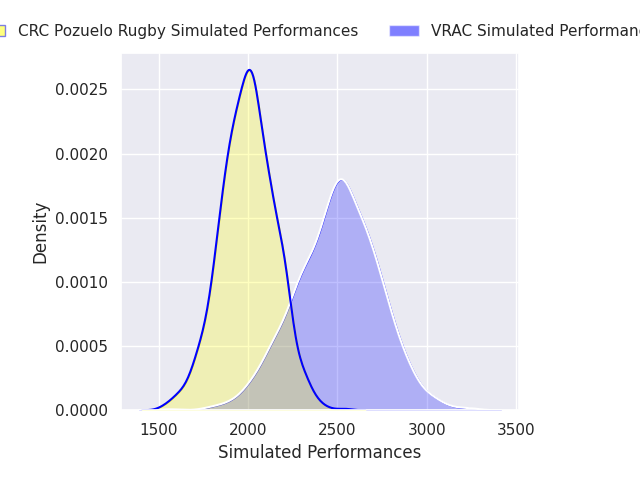 CRC Pozuelo Rugby Simulated Performances
VRAC Simulated
Density
0.0025
0.0020
0.0015
0.0010
0.0005
0.0000
1500 2000 2500 3000 3500
Simulated Performances